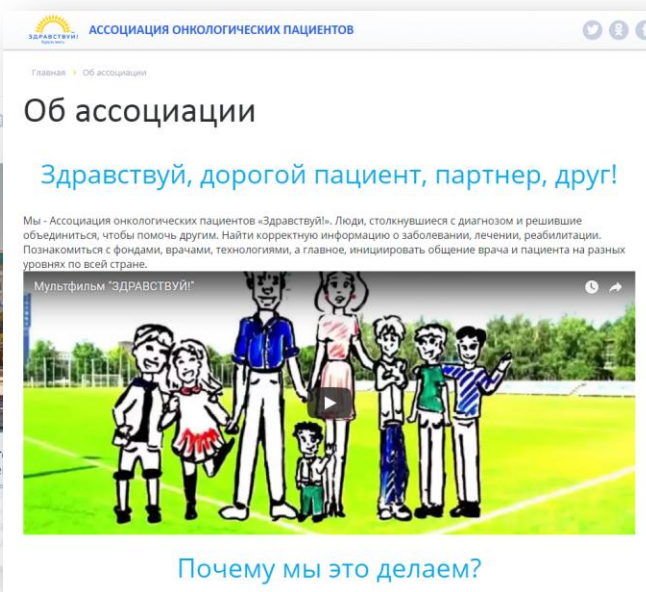 ЗДРАВСТВУЙ!
АССОЦИАЦИЯ ОНКОЛОГИЧЕСКИХ ПАЦИЕНТОВ
Главная Об ассоциации
Об ассоциации
Здравствуй, дорогой пациент, партнер, друг!
Мы - Ассоциация онкологических пациентов «Здравствуй!». Люди, столкнувшиеся с диагнозом и решившие
объединиться, чтобы помочь другим. Найти корректную информацию о заболевании, лечении, реабилитации.
Познакомиться с фондами, врачами, технологиями, а главное, инициировать общение врача и пациента на разных
уровнях по всей стране.
Мультфильм "ЗДРАВСТВУЙ!"
Почему мы это делаем?